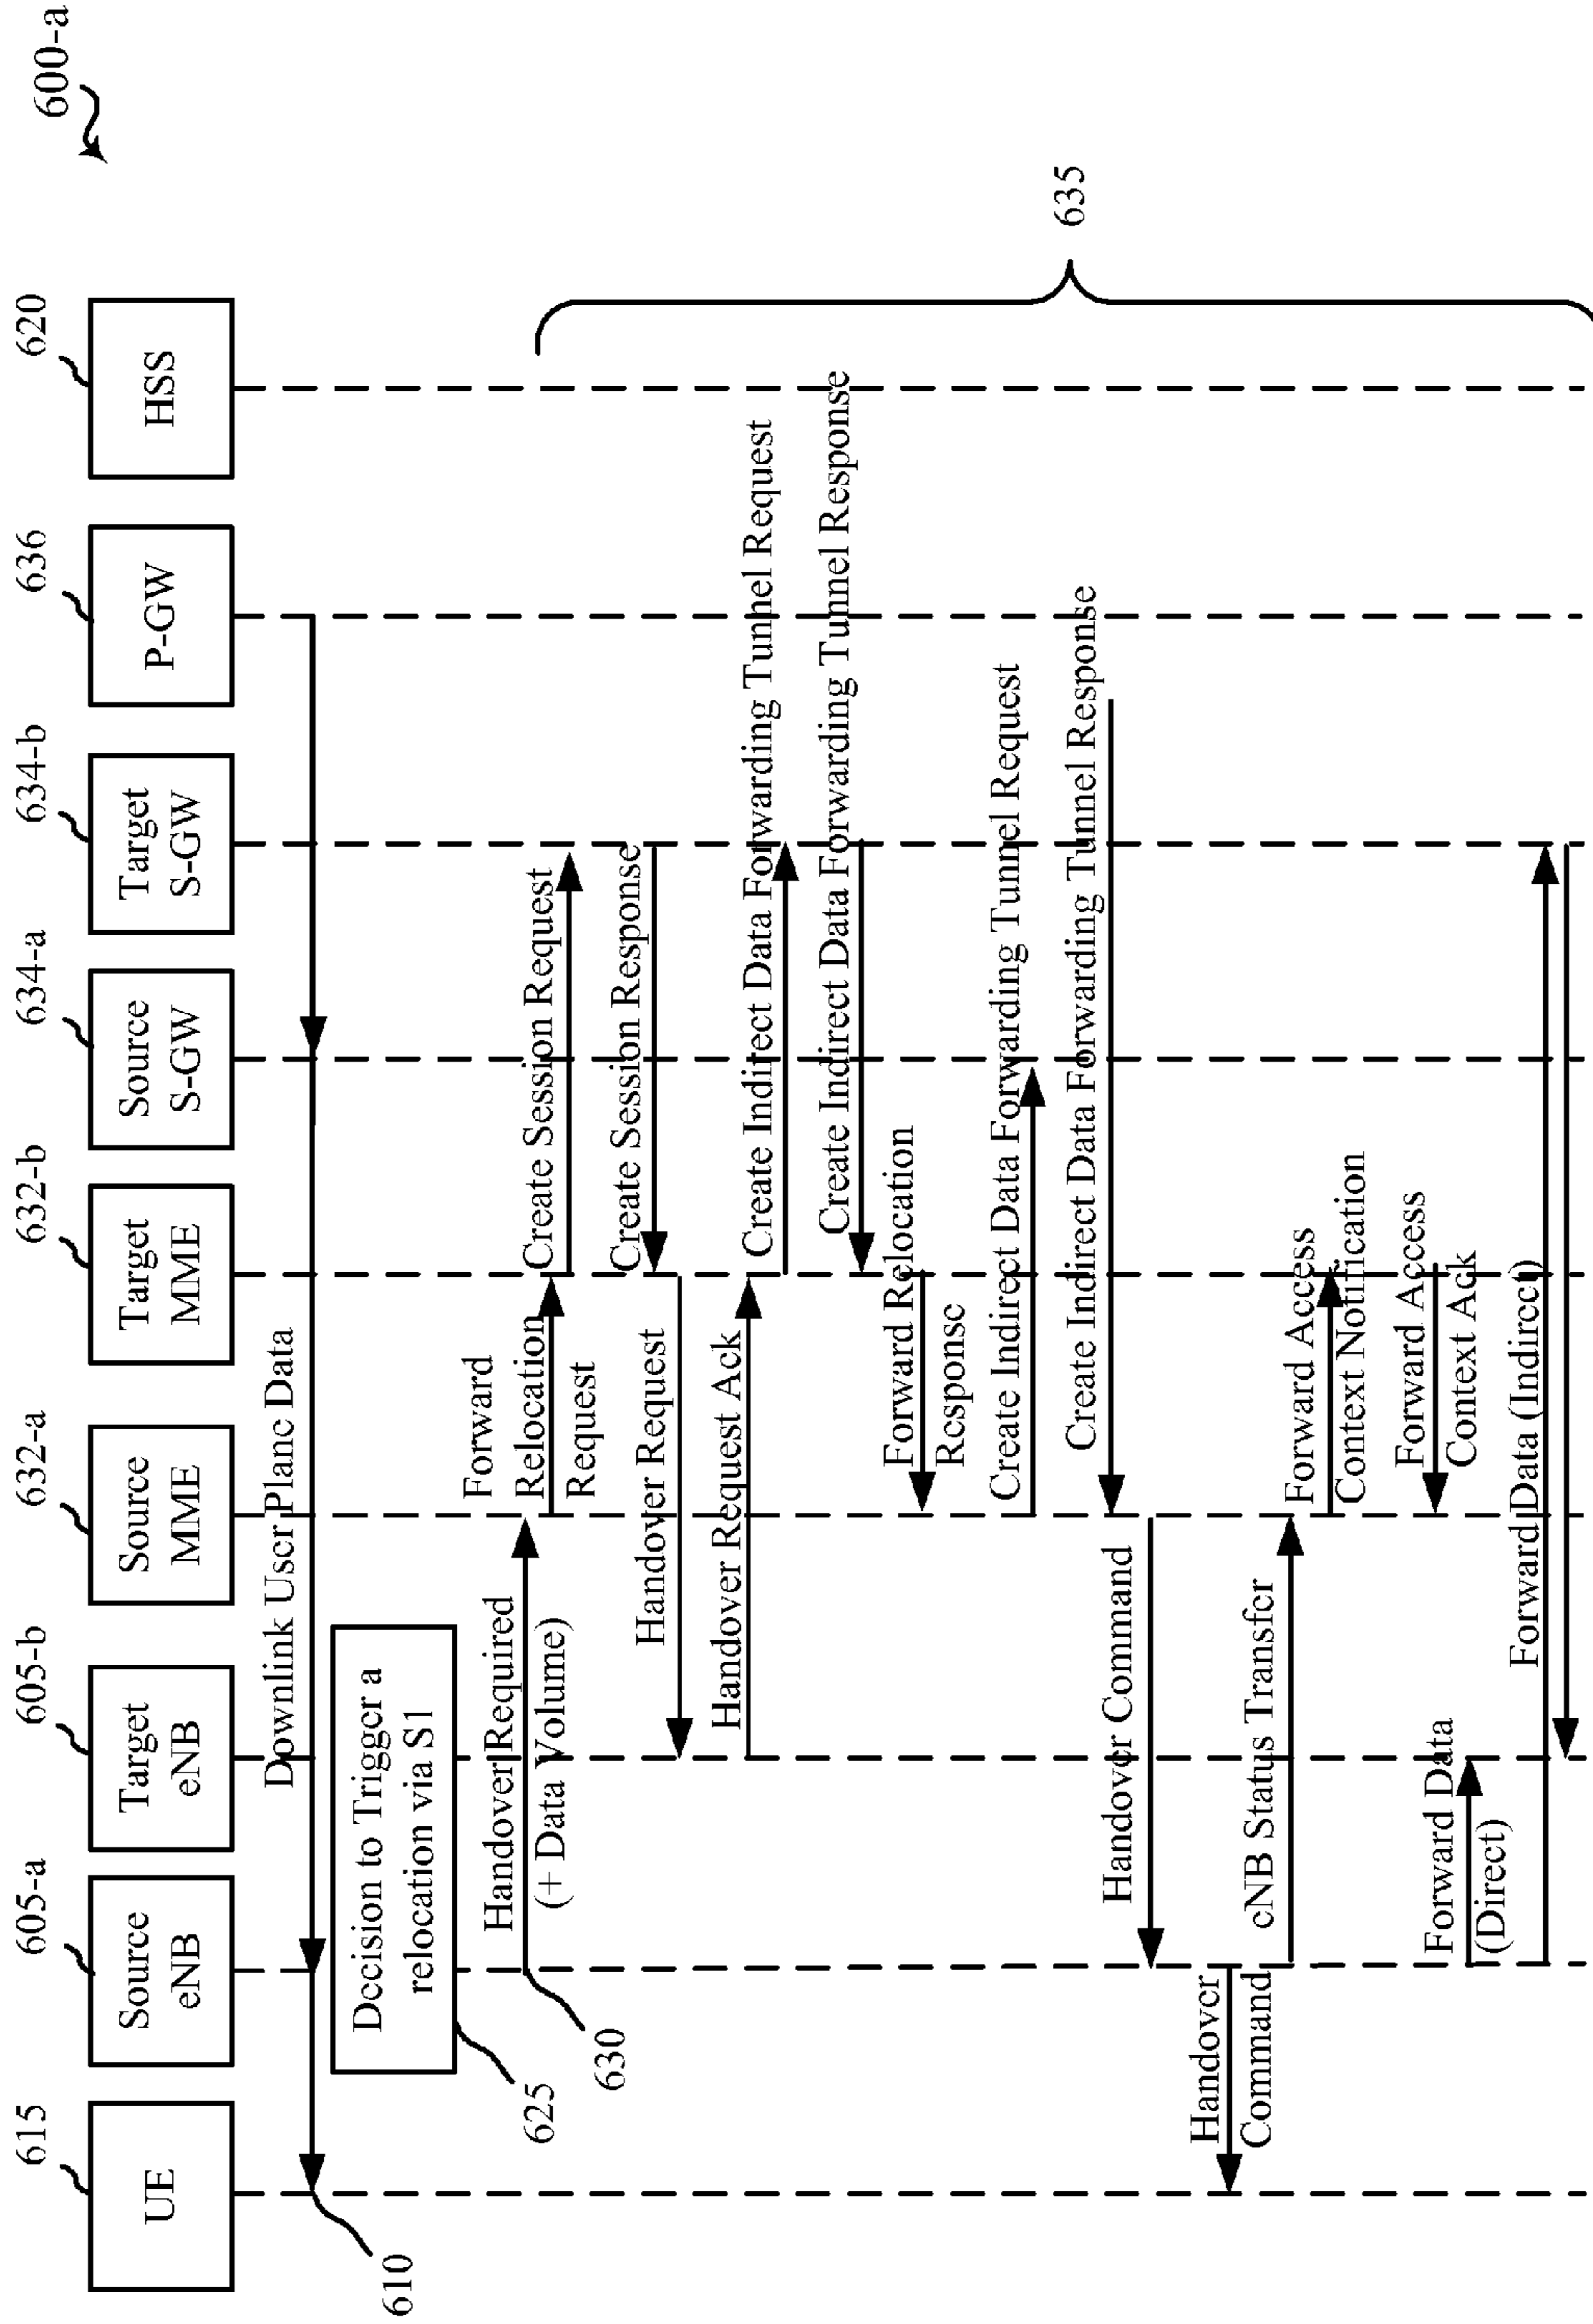 600-a
615
605-a
605-b
632-a
632-b
634-a
634-b
636
620
UE
Source
eNB
Target
eNB
Source
MME
Target
MME
Source
S-GW
Target
S-GW
P-GW
HSS
Downlink User Plane Data
610
Decision to Trigger a
relocation via S1
625
Handover Required
(+ Data Volume)
630
Forward
Relocation
Request
635
Create Session Request
Create Session Response
Handover Request
Handover Request Ack
Create Indirect Data Forwarding Tunnel Request
Create Indirect Data Forwarding Tunnel Response
Forward Relocation
Response
Create Indirect Data Forwarding Tunnel Request
Create Indirect Data Forwarding Tunnel Response
Handover Command
Handover
Command
eNB Status Transfer
Forward Access
Context Notification
Forward Access
Context Ack
Forward Data
(Direct)
Forward Data (Indirect)